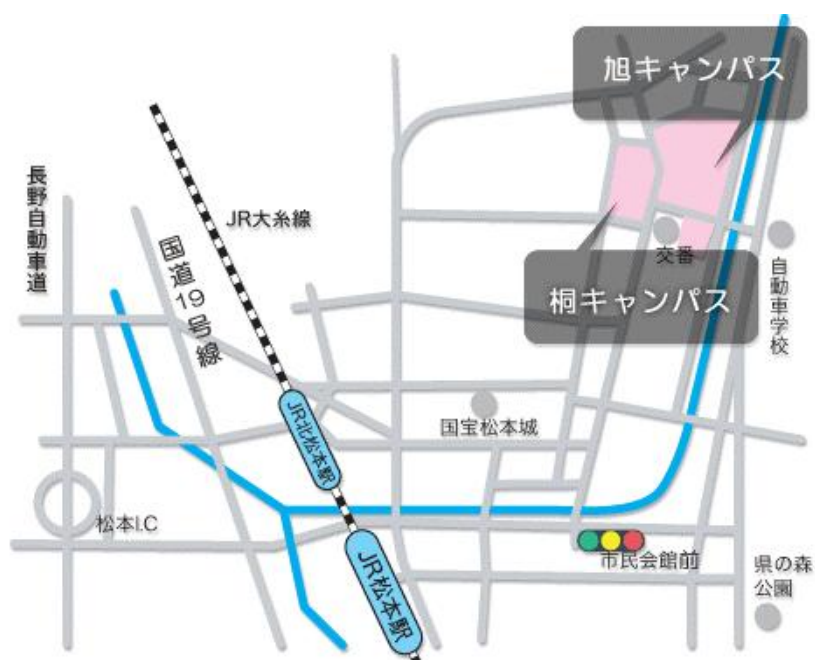 旭キャンパス
長野自動車道
JR大糸線
国道19号線
交番
自動車学校
桐キャンパス
JR北松本駅
国宝松本城
松本I.C
JR松本駅
市民会館前
県の森
公園